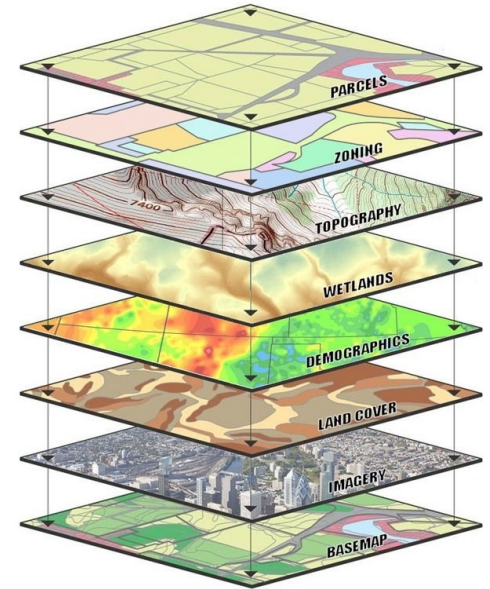 PARCELS
ZONING
7400
TOPOGRAPHY
WETLANDS
DEMOGRAPHICS
LAND COVER
IMAGERY
BASEMAP